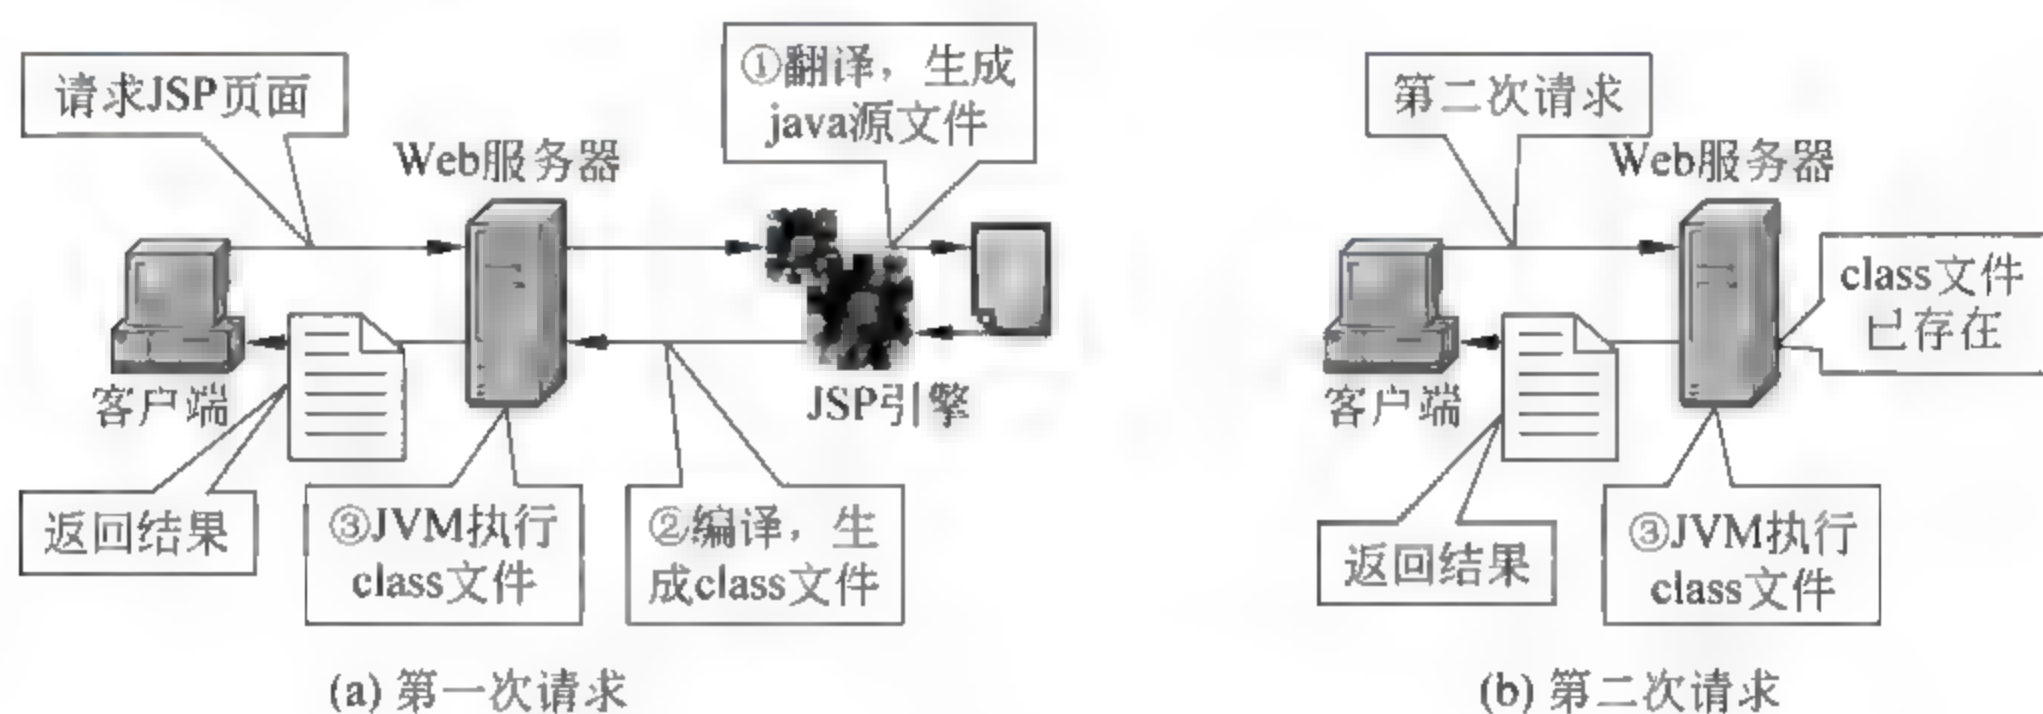 请求JSP页面
Web服务器
①翻译，生成
java源文件
客户端
JSP引擎
返回结果
③JVM执行
class文件
②编译，生
成class文件
(a) 第一次请求
第二次请求
Web服务器
class文件
已存在
客户端
返回结果
③JVM执行
class文件
(b) 第二次请求